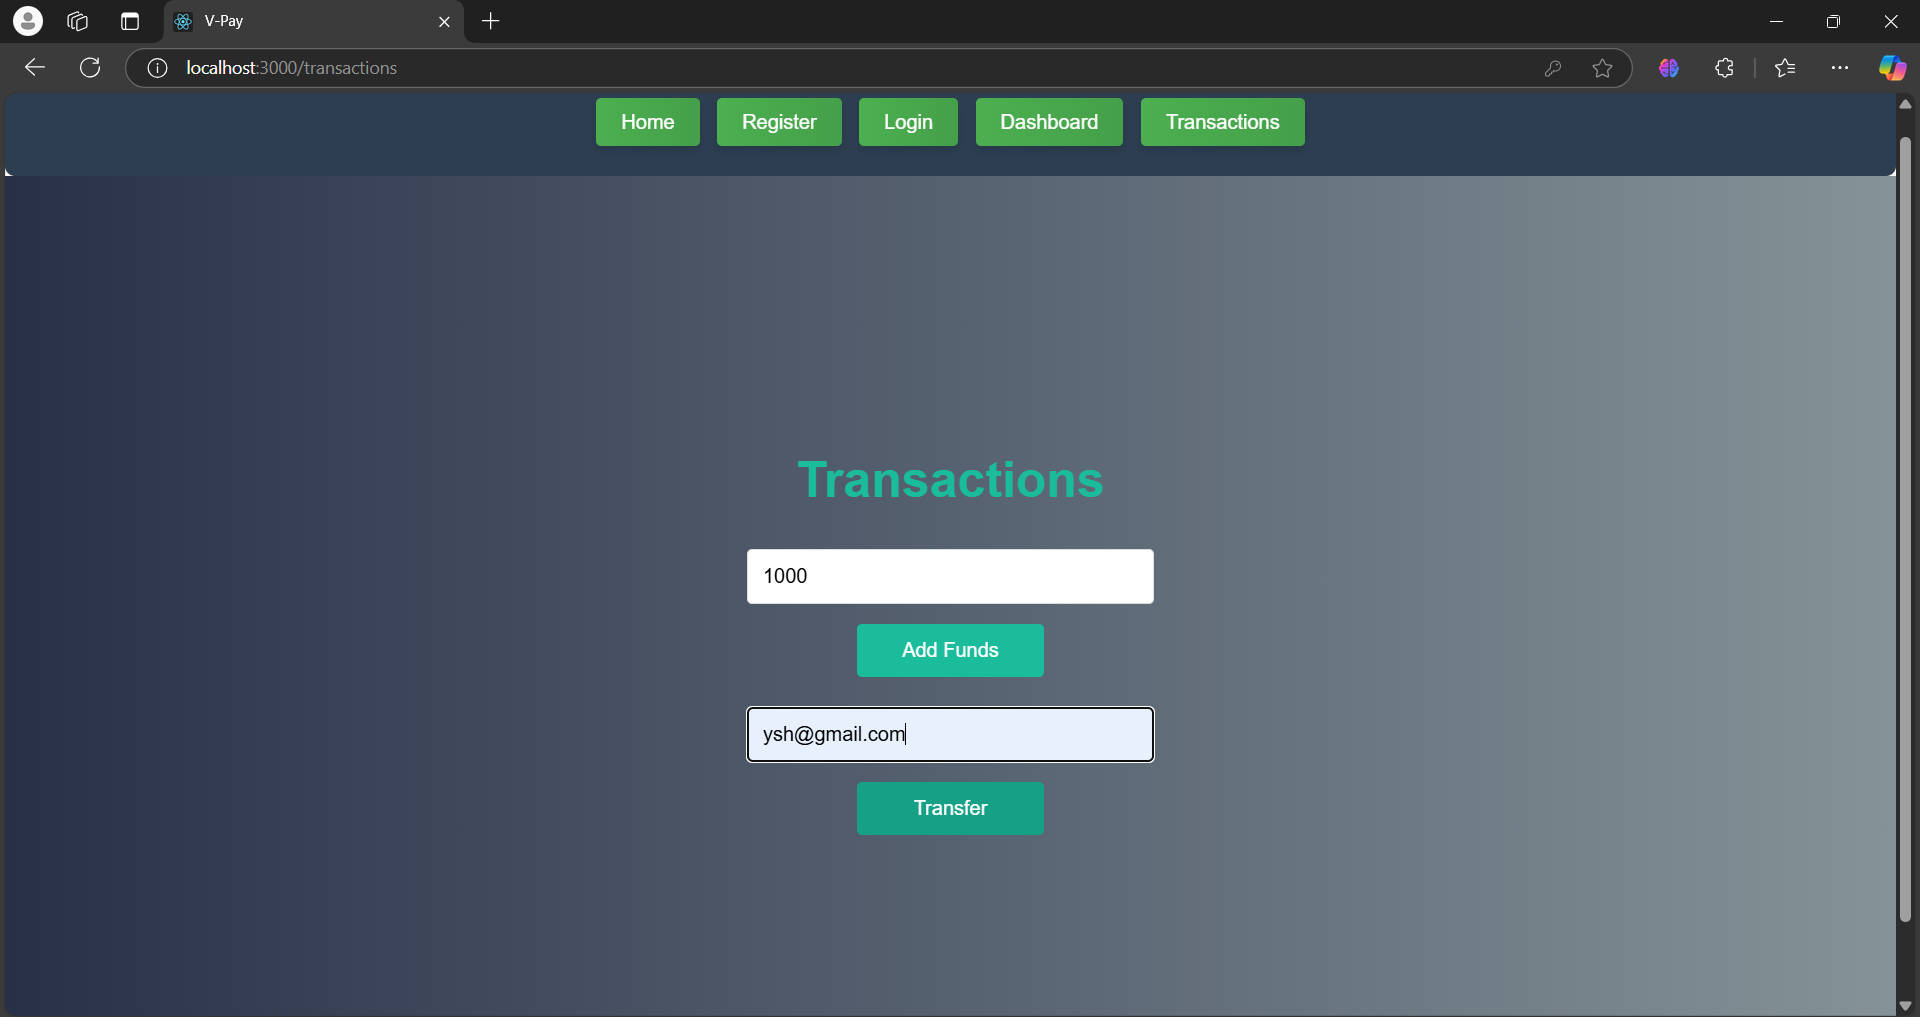 V-Pay
localhost:3000/transactions
Home Register Login Dashboard Transactions
Transactions
1000
Add Funds
ysh@gmail.com
Transfer